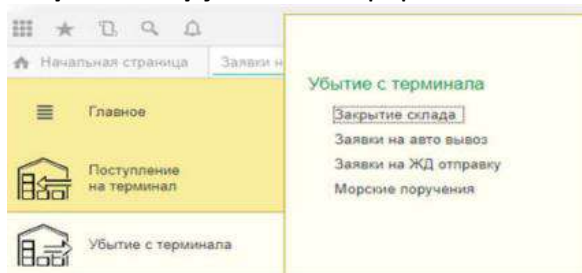 Начальная страница
Заявки н
Убытие с терминала
Закрытие склада
Заявки на авто вывоз
Заявки на ЖД отправку
Морские поручения
Главное
Поступление
на терминал
Убытие с терминала